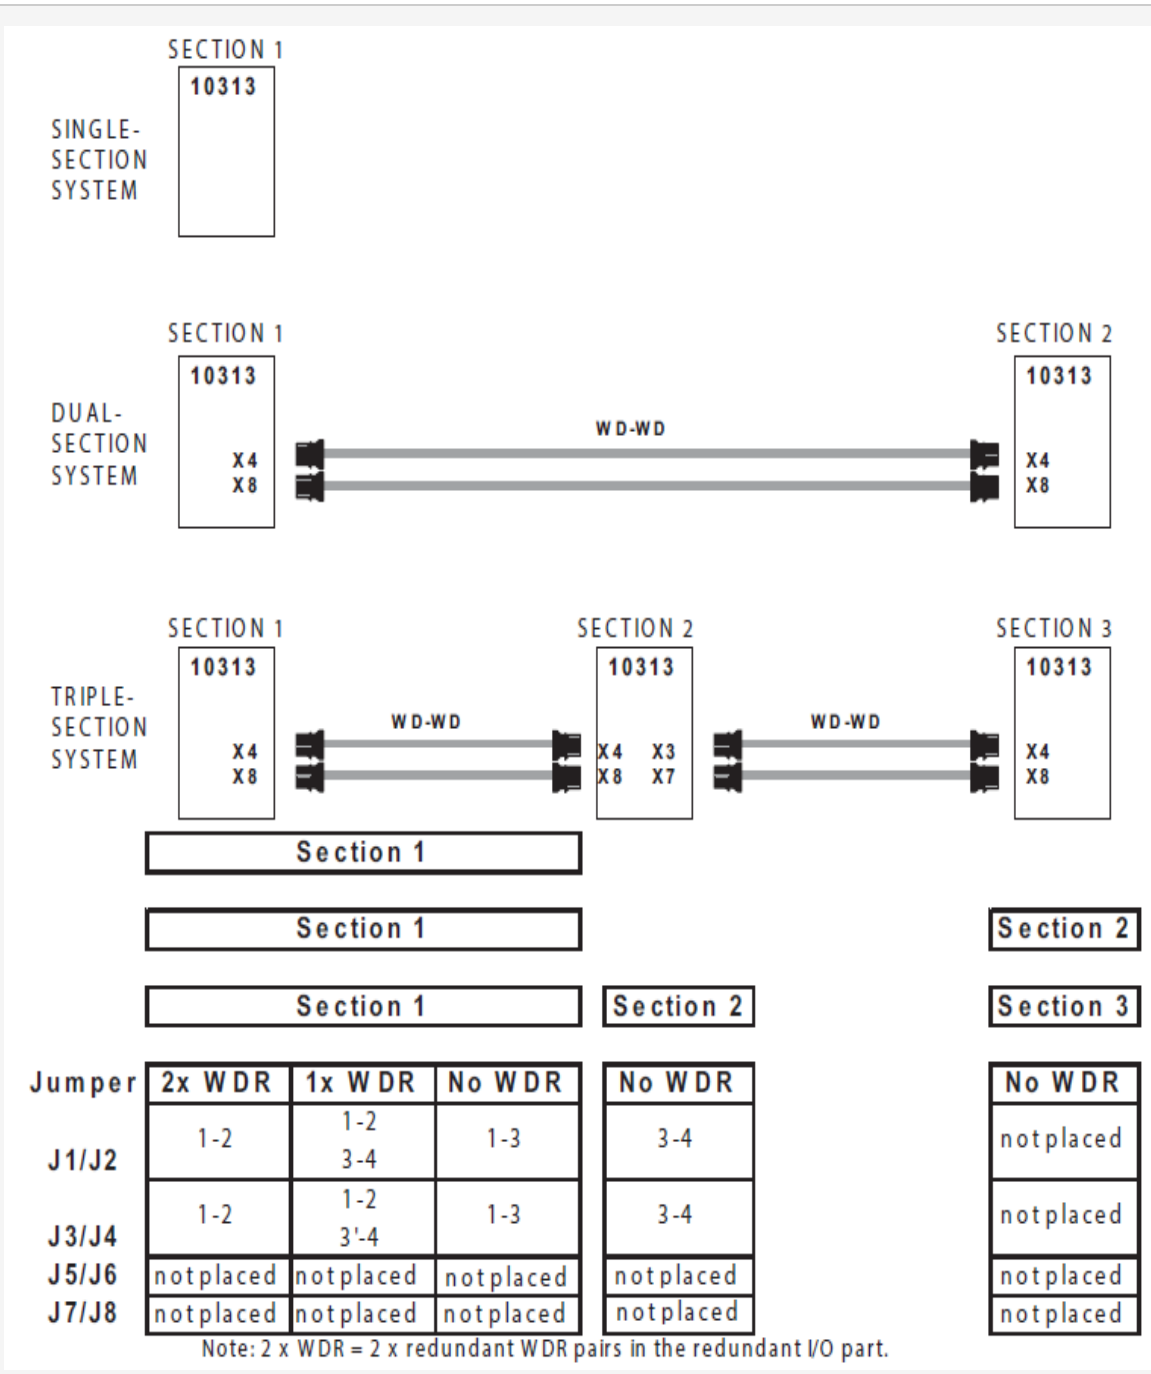 SECTION 1
10313
SINGLE-
SECTION
SYSTEM
SECTION 1
SECTION 2
10313
10313
DUAL-
SECTION
SYSTEM
WD-WD
X4
X8
X4
X8
SECTION 1
SECTION 2
SECTION 3
10313
10313
10313
TRIPLE-
SECTION
SYSTEM
WD-WD
WD-WD
X4
X8
X4 X3
X8 X7
X4
X8
Section 1
Section 1 Section 2
Section 1 Section 2 Section 3
Jumper 2x WDR 1x WDR No WDR No WDR No WDR
J1/J2 1-2 1-2 1-3 3-4 not placed
3-4
J3/J4 1-2 1-2 1-3 3-4 not placed
3'-4
J5/J6 not placed not placed not placed not placed not placed
J7/J8 not placed not placed not placed not placed not placed
Note: 2 x WDR = 2 x redundant WDR pairs in the redundant I/O part.